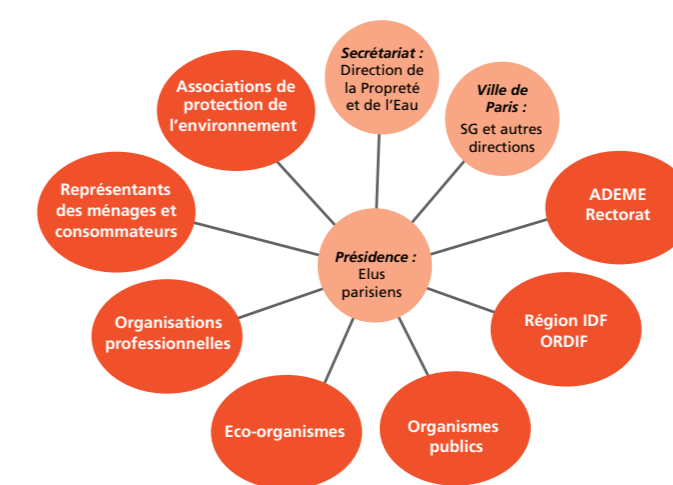 Secrétariat :
Direction de
la Propreté
et de l'Eau
Ville de
Paris :
SG et autres
directions
Associations de
protection de
l'environnement
ADEME
Rectorat
Représentants
des ménages et
consommateurs
Présidence :
Elus
parisiens
Organisations
professionnelles
Région IDF
ORDIF
Eco-organismes
Organismes
publics